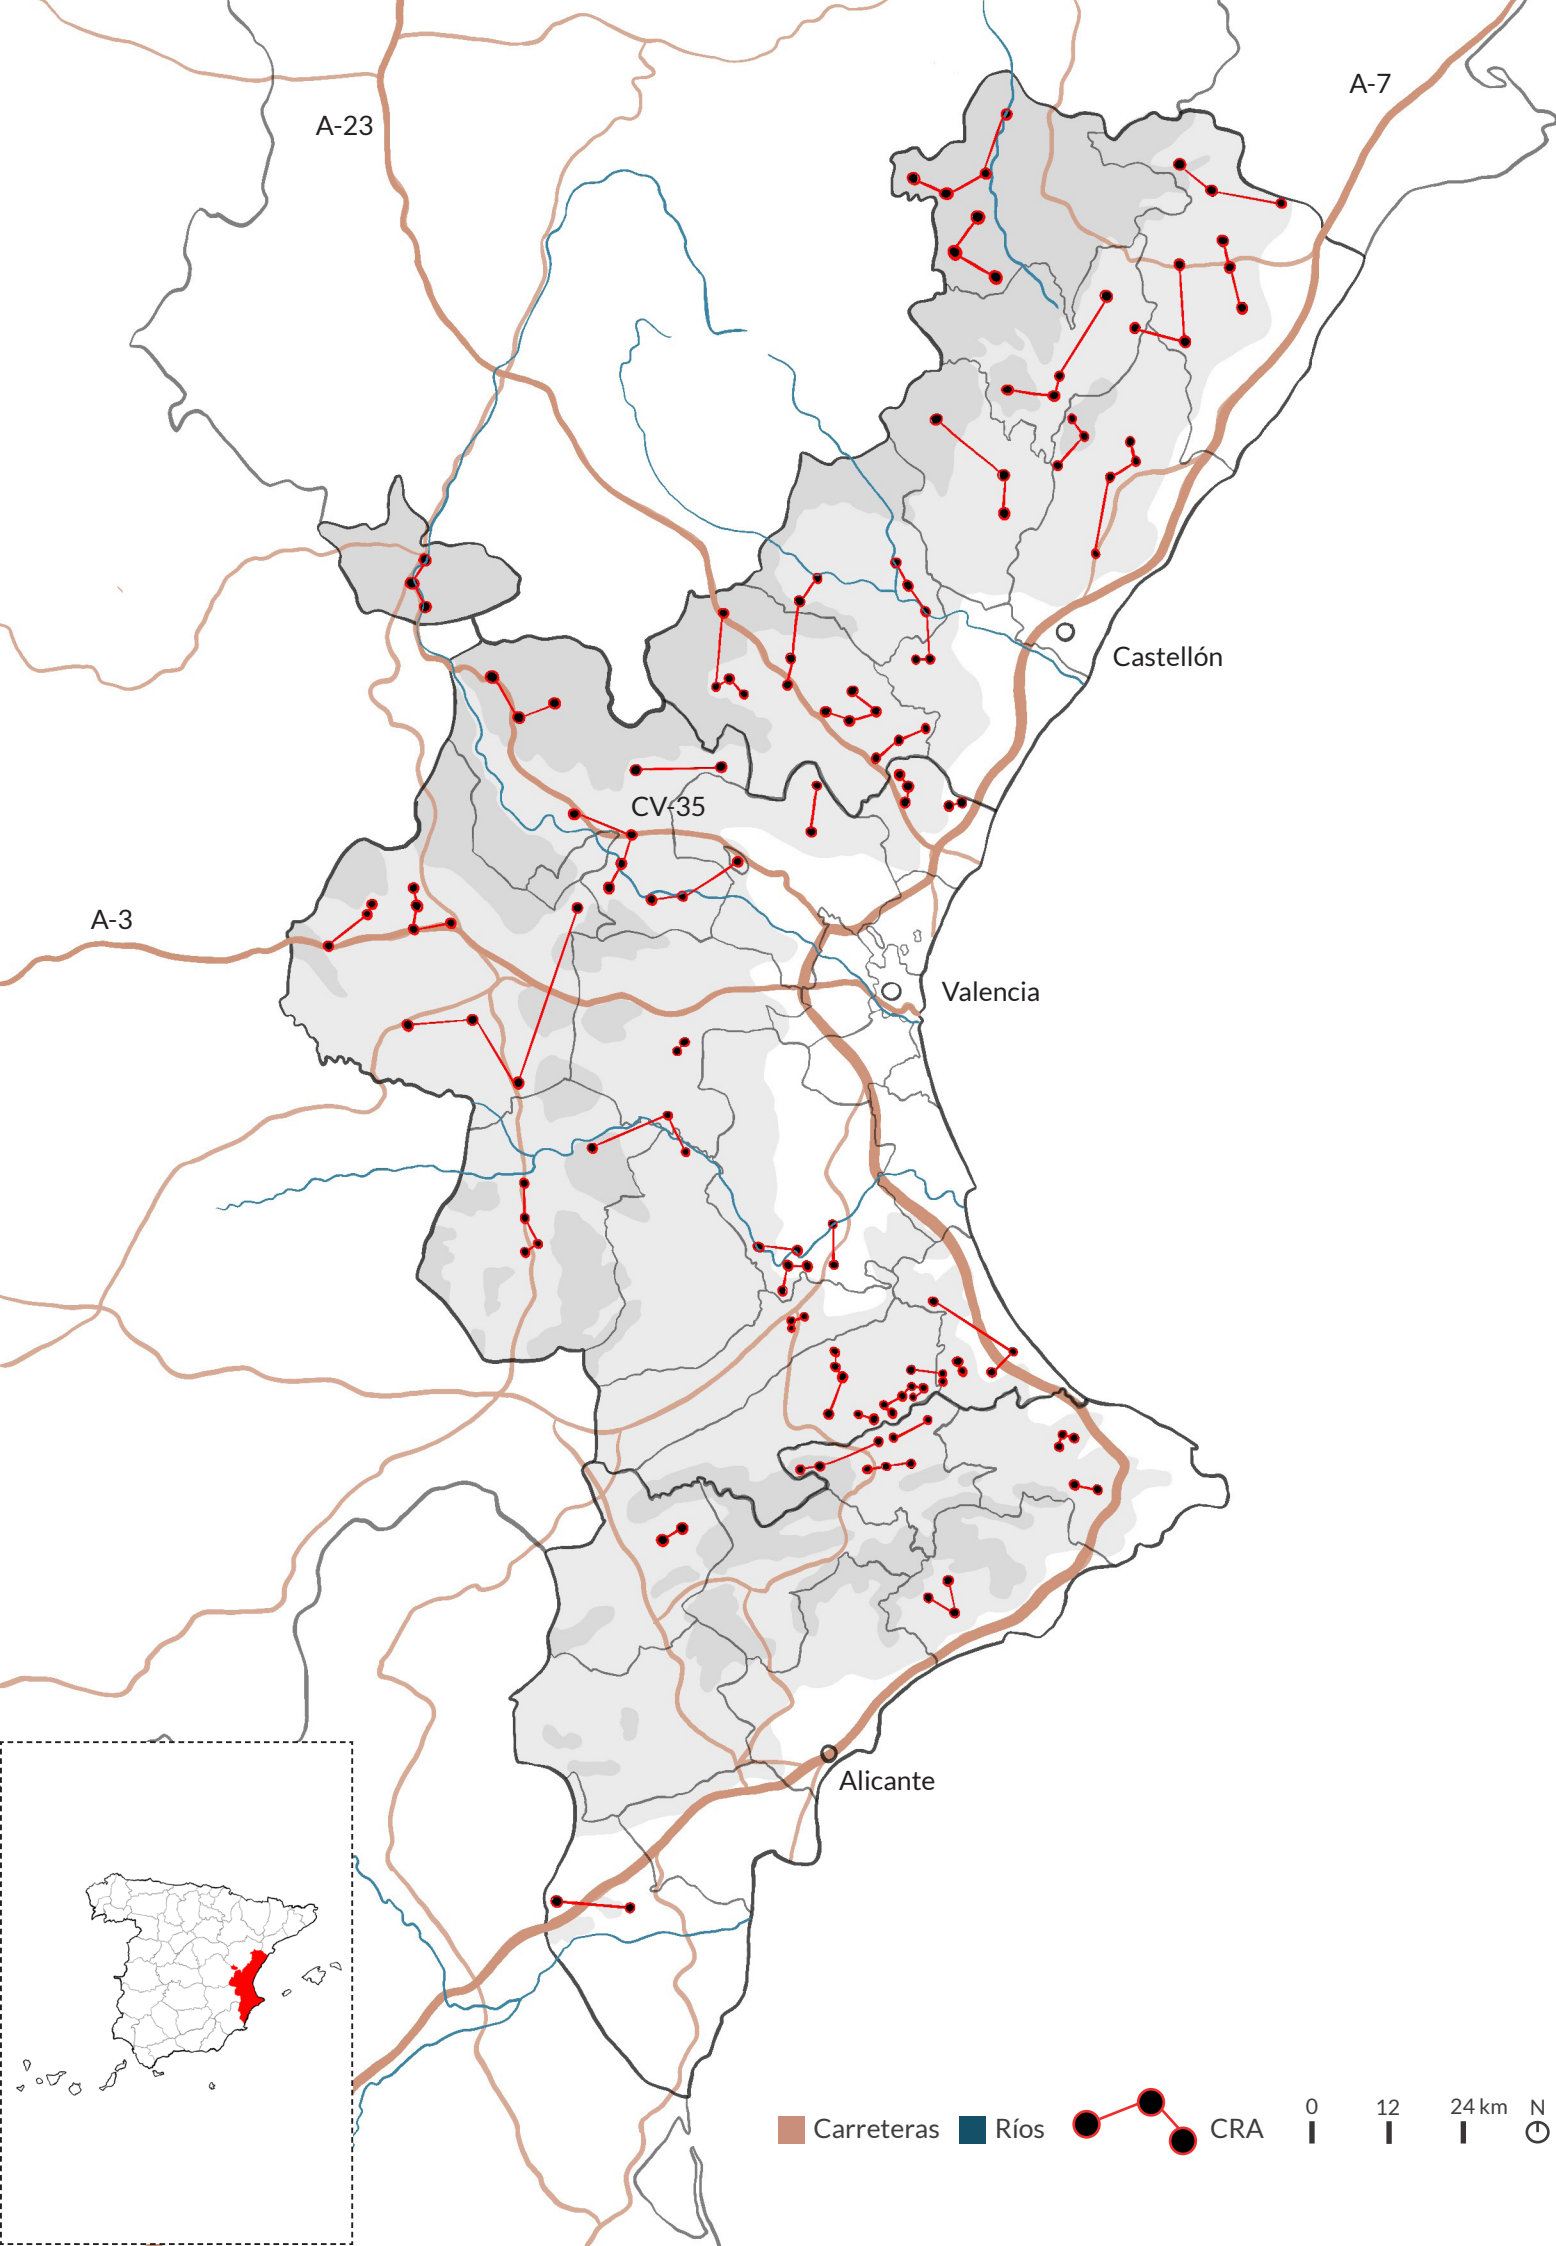 A-7
A-23
Castellón
CV-35
A-3
Valencia
Alicante
0 12 24 km N
Carreteras Ríos CRA